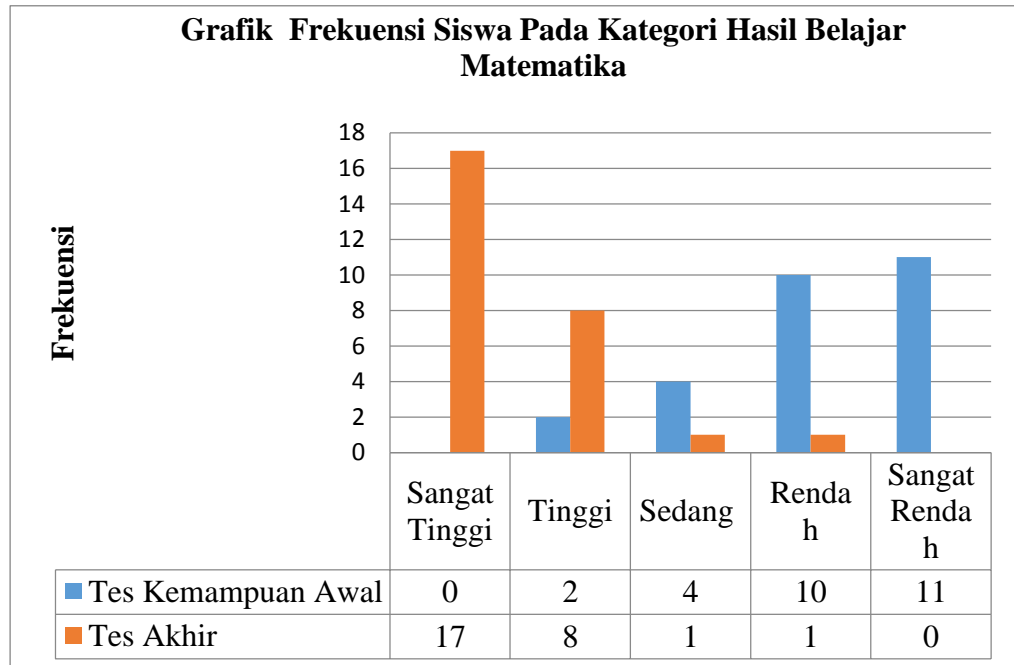 Grafik Frekuensi Siswa Pada Kategori Hasil Belajar
Matematika
Frekuensi
18
16
14
12
10
8
6
4
2
0
Sangat
Tinggi
Tinggi
Sedang
Renda
h
Sangat
Renda
h
Tes Kemampuan Awal 0 2 4 10 11
Tes Akhir 17 8 1 1 0